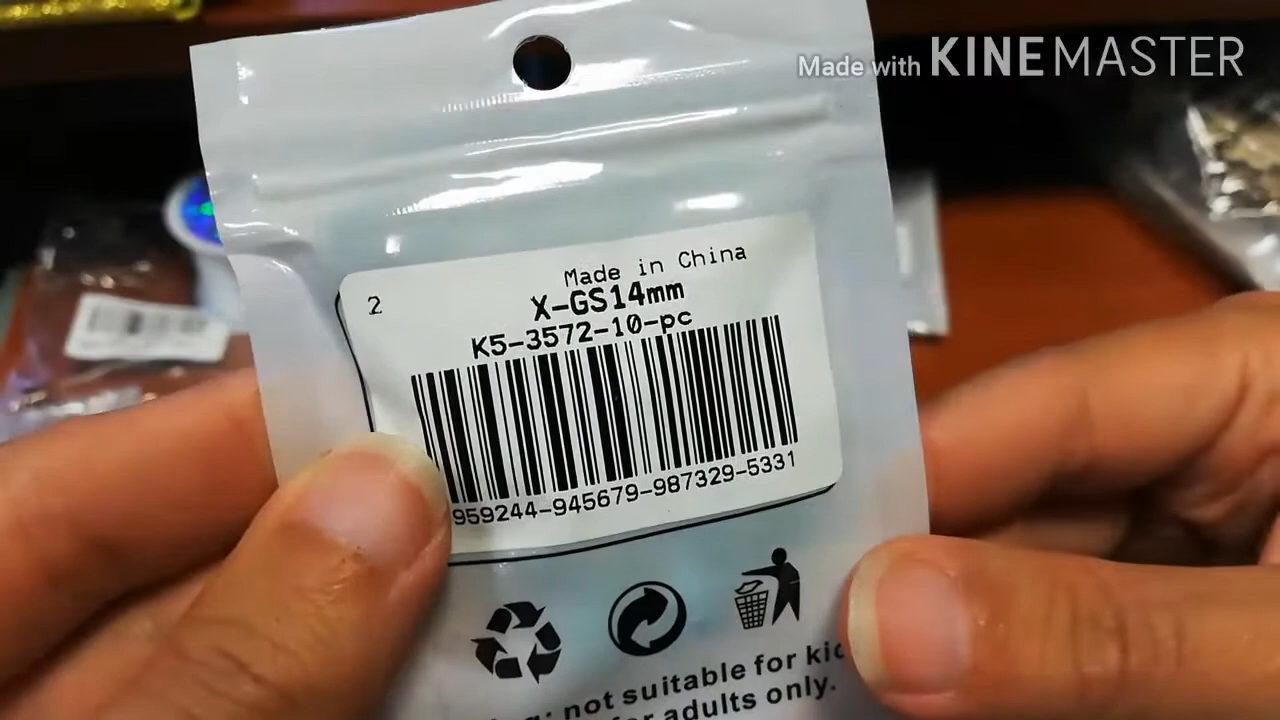 Made with KINEMASTER
Made in China
2
X-GS14mm
K5-3572-10-pc
959244-945679-987329-5331
not suitable for
adults only.